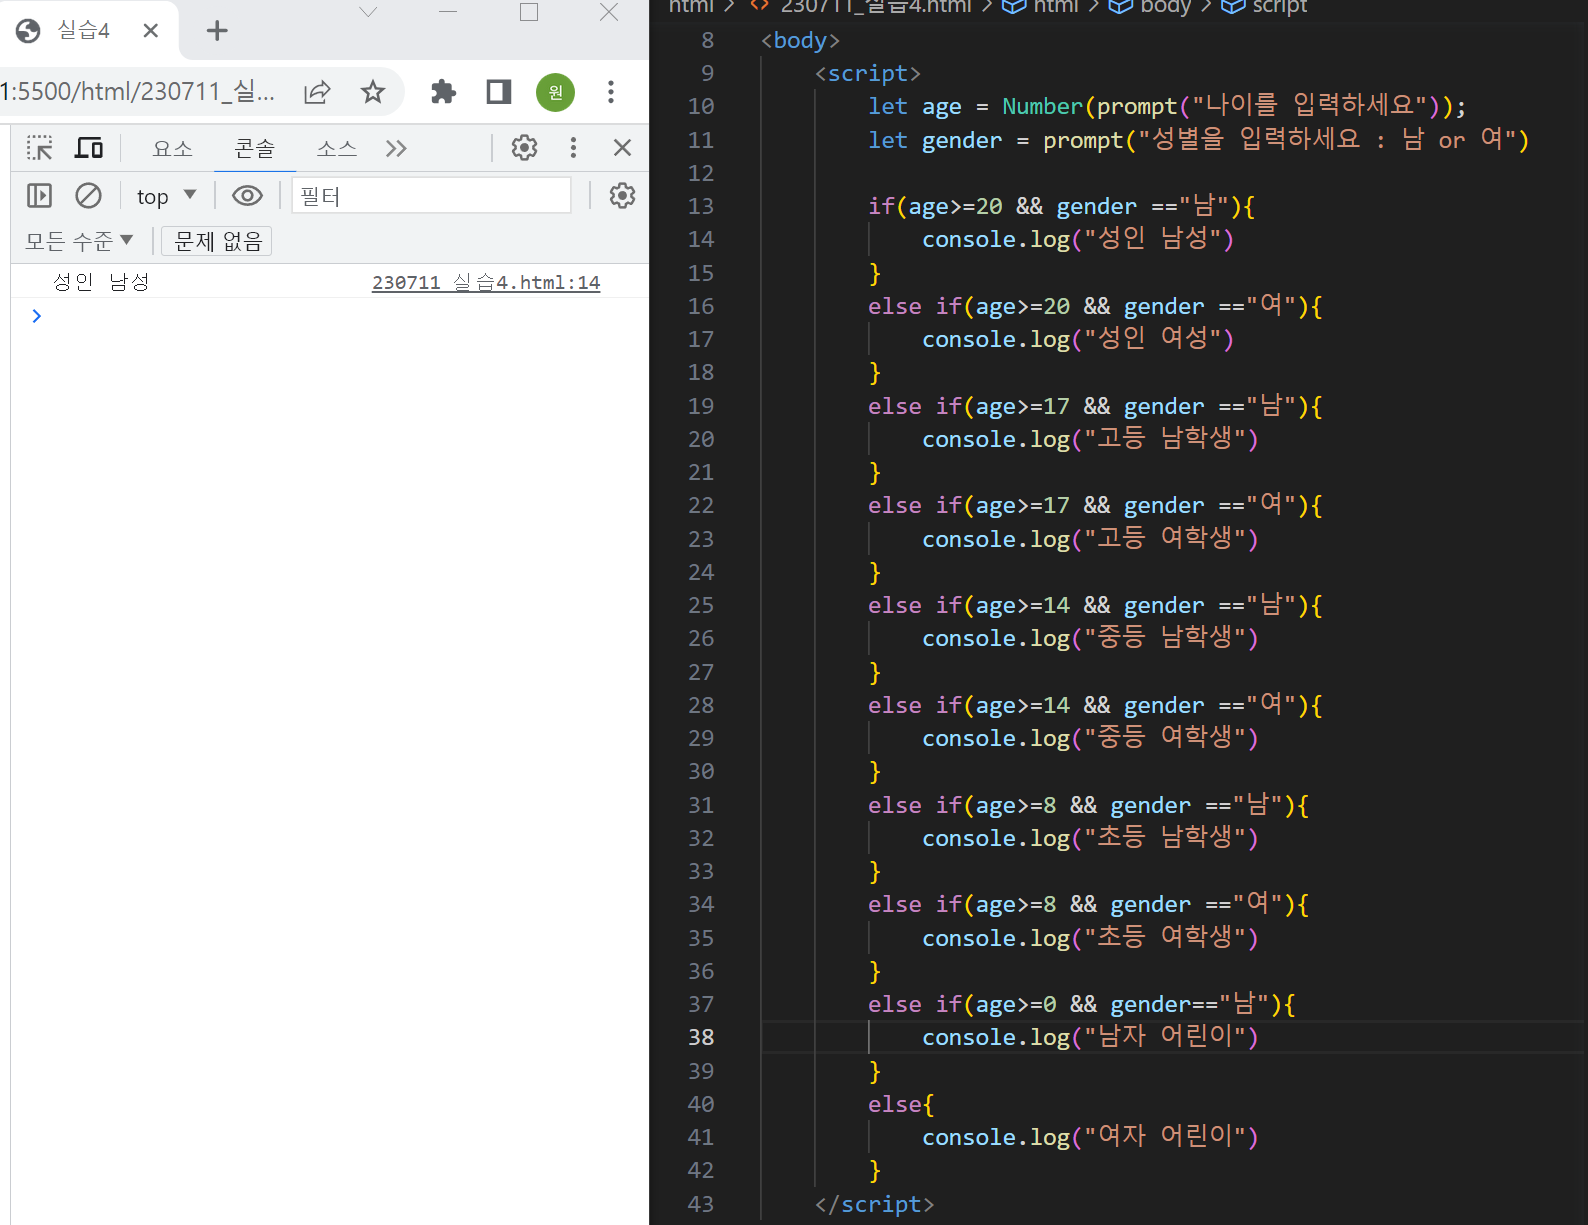 실습4
1:5500/html/230711_실...
원
요소 콘솔 소스
top 필터
모든 수준 문제 없음
성인 남성 230711_실습4.html:14
html > 230711_실습4.html > html > body > script
8 <body>
9 <script>
10 let age = Number(prompt("나이를 입력하세요"));
11 let gender = prompt("성별을 입력하세요 : 남 or 여")
12
13 if(age>=20 && gender =="남"){
14 console.log("성인 남성")
15 }
16 else if(age>=20 && gender =="여"){
17 console.log("성인 여성")
18 }
19 else if(age>=17 && gender =="남"){
20 console.log("고등 남학생")
21 }
22 else if(age>=17 && gender =="여"){
23 console.log("고등 여학생")
24 }
25 else if(age>=14 && gender =="남"){
26 console.log("중등 남학생")
27 }
28 else if(age>=14 && gender =="여"){
29 console.log("중등 여학생")
30 }
31 else if(age>=8 && gender =="남"){
32 console.log("초등 남학생")
33 }
34 else if(age>=8 && gender =="여"){
35 console.log("초등 여학생")
36 }
37 else if(age>=0 && gender=="남"){
38 console.log("남자 어린이")
39 }
40 else{
41 console.log("여자 어린이")
42 }
43 </script>